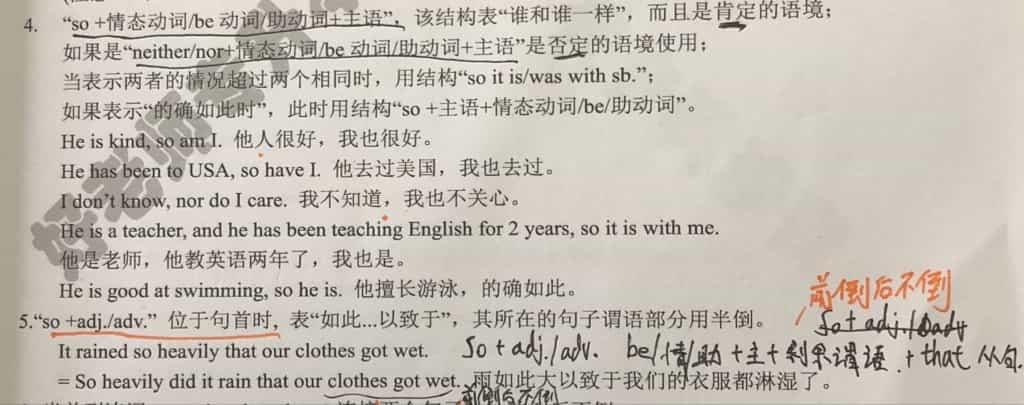 4. “so +情态动词/be 动词/助动词+主语”，该结构表“谁和谁一样”，而且是肯定的语境；
如果是“neither/nor+情态动词/be 动词/助动词+主语”是否定的语境使用；
当表示两者的情况超过两个相同时，用结构“so it is/was with sb.”;
如果表示“的确如此时”，此时用结构“so +主语+情态动词/be/助动词”。
He is kind, so am I. 他人很好，我也很好。
He has been to USA, so have I. 他去过美国，我也去过。
I don’t know, nor do I care. 我不知道，我也不关心。
He is a teacher, and he has been teaching English for 2 years, so it is with me.
他是老师，他教英语两年了，我也是。
He is good at swimming, so he is. 他擅长游泳，的确如此。
前倒后不倒
5.“so +adj./adv.” 位于句首时, 表“如此...以致于”，其所在的句子谓语部分用半倒。
So+adj./adv
It rained so heavily that our clothes got wet. So+adj./adv. be/情/助+主+剩余谓语+that 从句.
= So heavily did it rain that our clothes got wet. 雨如此大以致于我们的衣服都淋湿了。
前倒后不倒
好老师